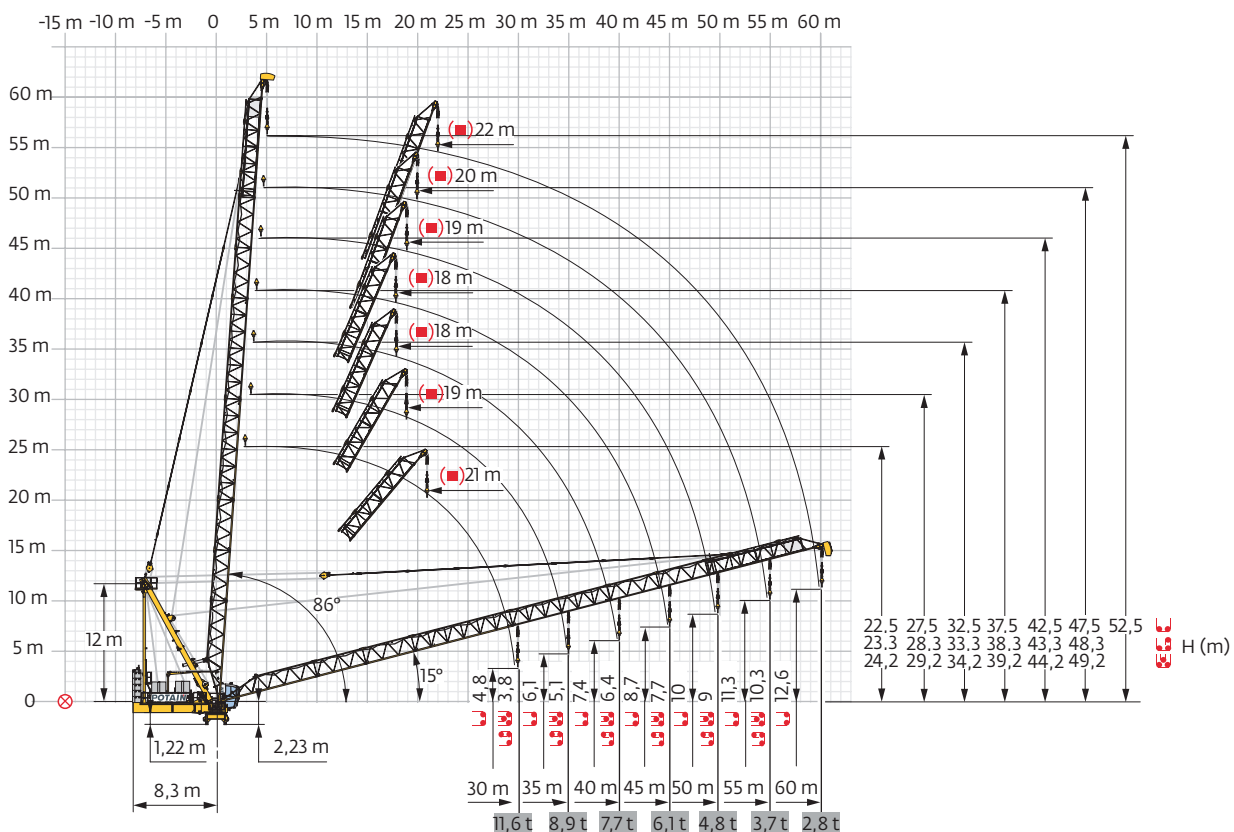 -15 m -10 m -5 m 0 5 m 10 m 15 m 20 m 25 m 30 m 35 m 40 m 45 m 50 m 55 m 60 m
60 m
55 m
50 m
45 m
40 m
35 m
30 m
25 m
20 m
15 m
10 m
5 m
0
22 m
20 m
19 m
18 m
18 m
19 m
21 m
86°
15°
12 m
POTAIN
1,22 m
2,23 m
8,3 m
4,8 3,8 6,1 5,1 7,4 6,4 8,7 7,7 10 9 11,3 10,3 12,6
22,5 27,5 32,5 37,5 42,5 47,5 52,5
23.3 28.3 33.3 38.3 43.3 48.3
24,2 29,2 34,2 39,2 44,2 49,2
H (m)
30 m 35 m 40 m 45 m 50 m 55 m 60 m
11,6 t 8,9 t 7,7 t 6,1 t 4,8 t 3,7 t 2,8 t